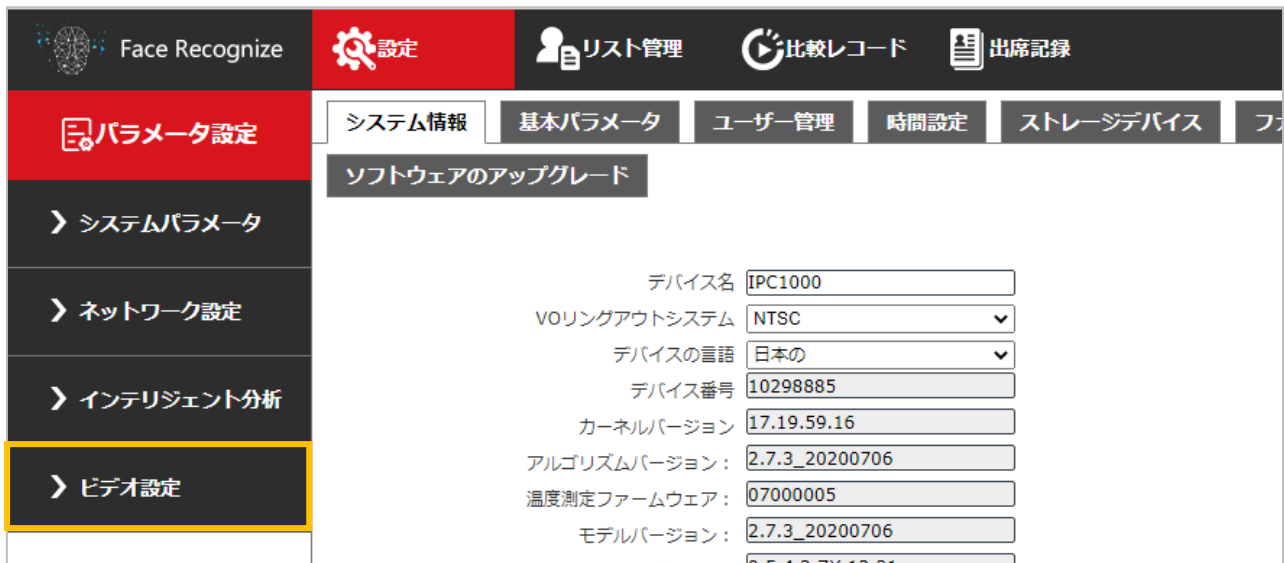 Face Recognize
設定
リスト管理
比較レコード
出席記録
パラメータ設定
システムパラメータ
ネットワーク設定
インテリジェント分析
ビデオ設定
システム情報
基本パラメータ
ユーザー管理
時間設定
ストレージデバイス
ソフトウェアのアップグレード
デバイス名 IPC1000
VOリングアウトシステム NTSC
デバイスの言語 日本の
デバイス番号 10298885
カーネルバージョン 17.19.59.16
アルゴリズムバージョン： 2.7.3_20200706
温度測定ファームウェア： 07000005
モデルバージョン： 2.7.3_20200706